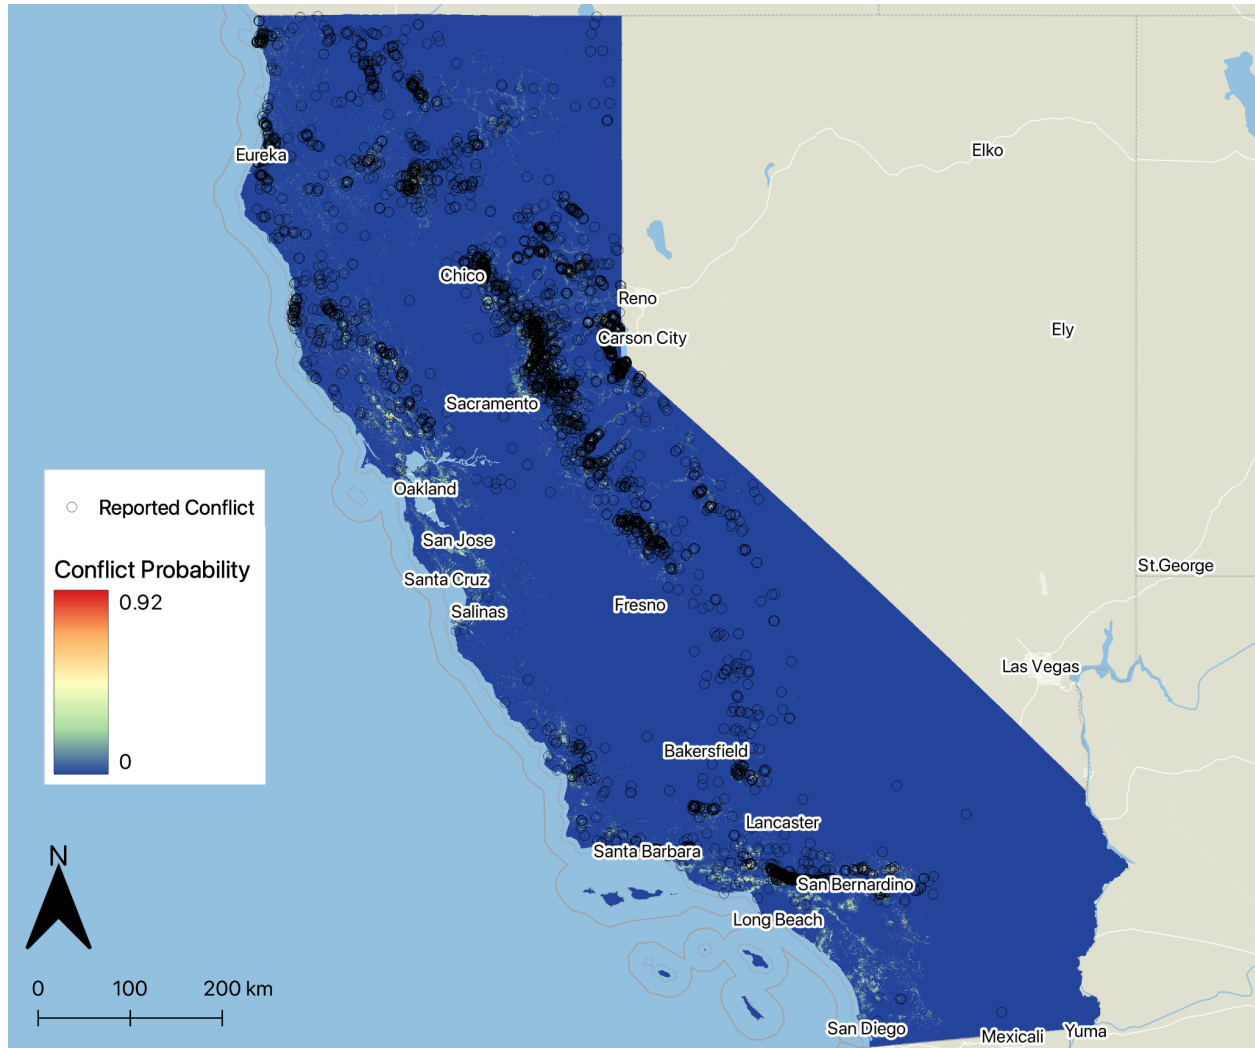 Eureka
Elko
Chico
Reno
Carson City
Ely
Sacramento
Oakland
Reported Conflict
San Jose
Conflict Probability
St.George
Santa Cruz
0.92
Fresno
Salinas
Las Vegas
Bakersfield
0
Lancaster
Santa Barbara
N
San Bernardino
Long Beach
0 100 200 km
San Diego
Mexicali
Yuma